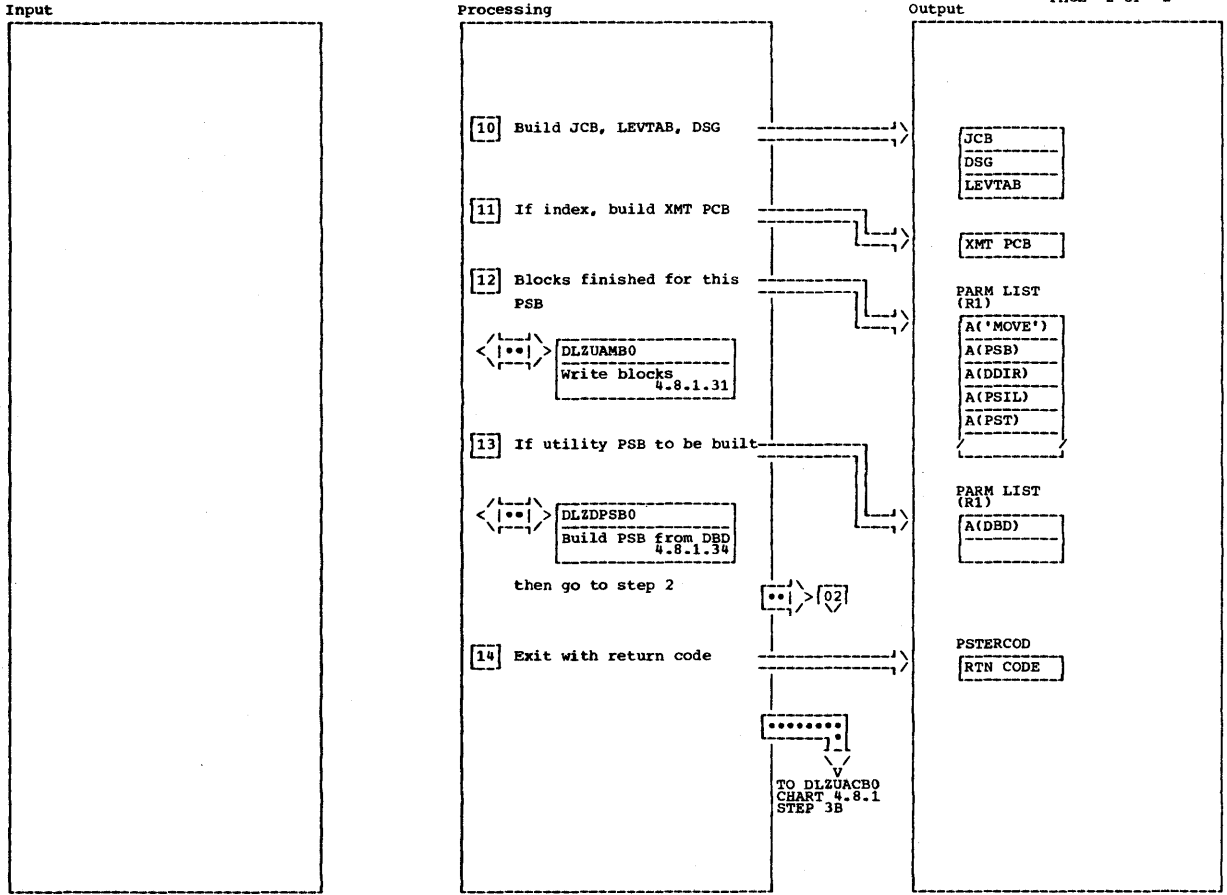 Input
Processing
Output
[10] Build JCB, LEVTAB, DSG
JCB
DSG
LEVTAB
[11] If index, build XMT PCB
XMT PCB
[12] Blocks finished for this
PSB
PARM LIST
(R1)
A('MOVE')
A(PSB)
A(DDIR)
A(PSIL)
A(PST)
DLZUAMB0
Write blocks
4.8.1.31
[13] If utility PSB to be built
PARM LIST
(R1)
A(DBD)
DLZDPSB0
Build PSB from DBD
4.8.1.34
then go to step 2
02
[14] Exit with return code
PSTERCOD
RTN CODE
TO DLZUACB0
CHART 4.8.1
STEP 3B